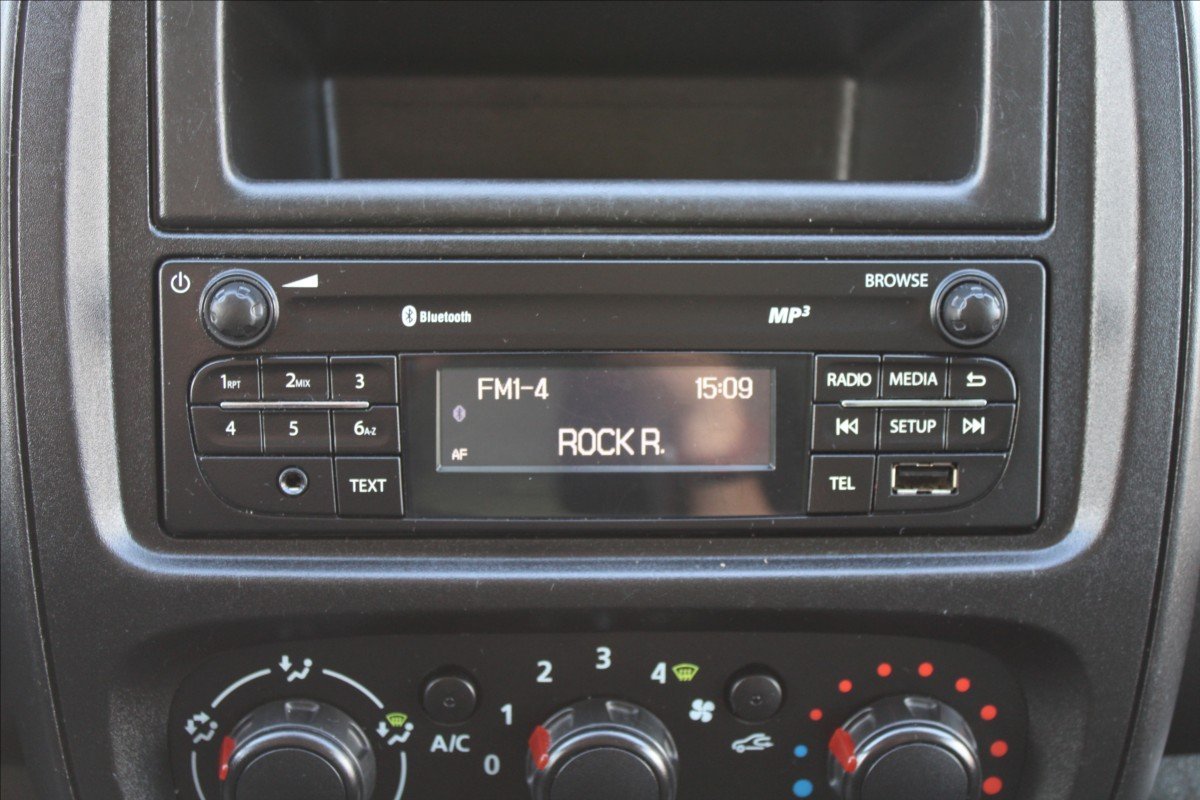 BROWSE
Bluetooth
MP3
1RPT 2MIX 3
FM1-4 15:09
RADIO MEDIA
4 5 6A-Z
AF ROCK R.
SETUP
TEXT
TEL
1 2 3 4
0
A/C